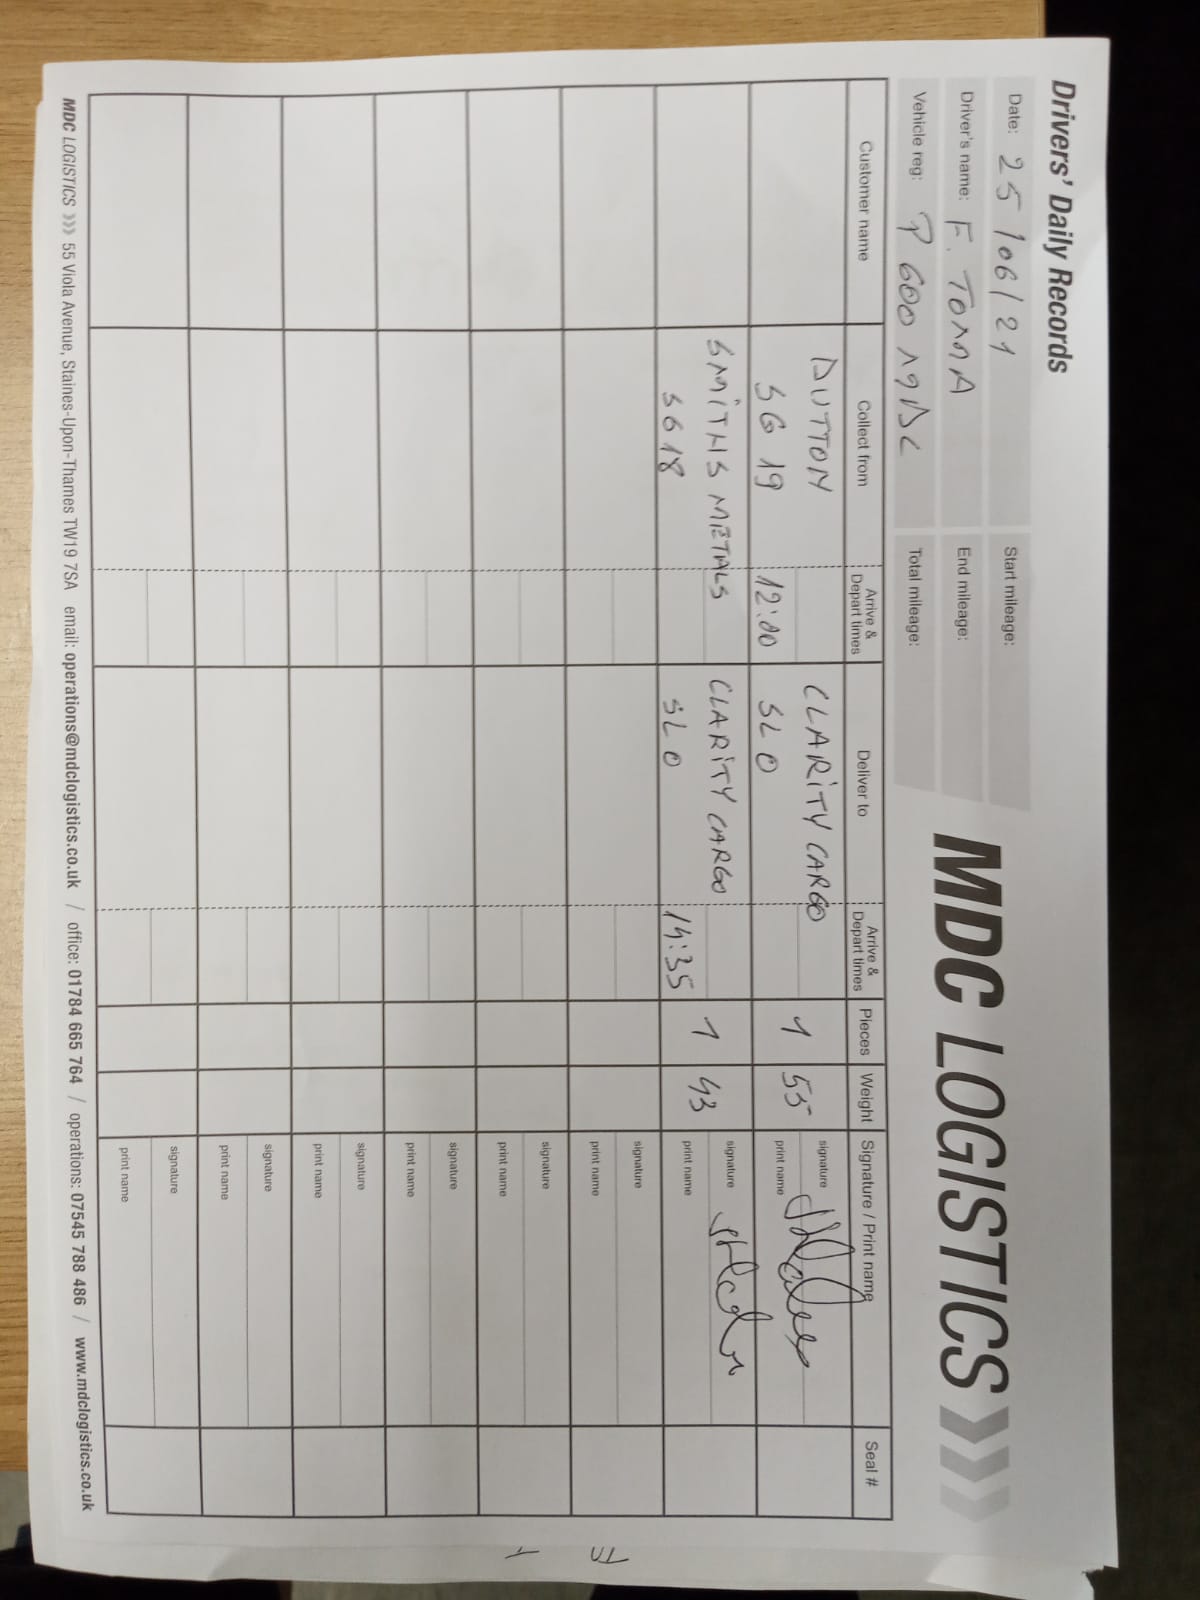 Drivers' Daily Records
Date: 25/06/21
Start mileage:
Driver's name: F. TOMA
End mileage:
Vehicle reg:
Total mileage:
MDC LOGISTICS
Customer name
Collect from
Arrive & Depart times
Deliver to
Arrive & Depart times
Pieces
Weight
Signature / Print name
Seal #
DUTTON
SG 19
12:00
CLARITY CARGO
SL0
1
55
signature
print name
SMITHS METALS
SG18
CLARITY CARGO
SL0
14:35
1
43
signature
print name
signature
print name
signature
print name
signature
print name
signature
print name
signature
print name
signature
print name
MDC LOGISTICS 55 Viola Avenue, Staines-Upon-Thames TW19 7SA email: operations@mdclogistics.co.uk / office: 01784 665 764 / operations: 07545 788 486 / www.mdclogistics.co.uk